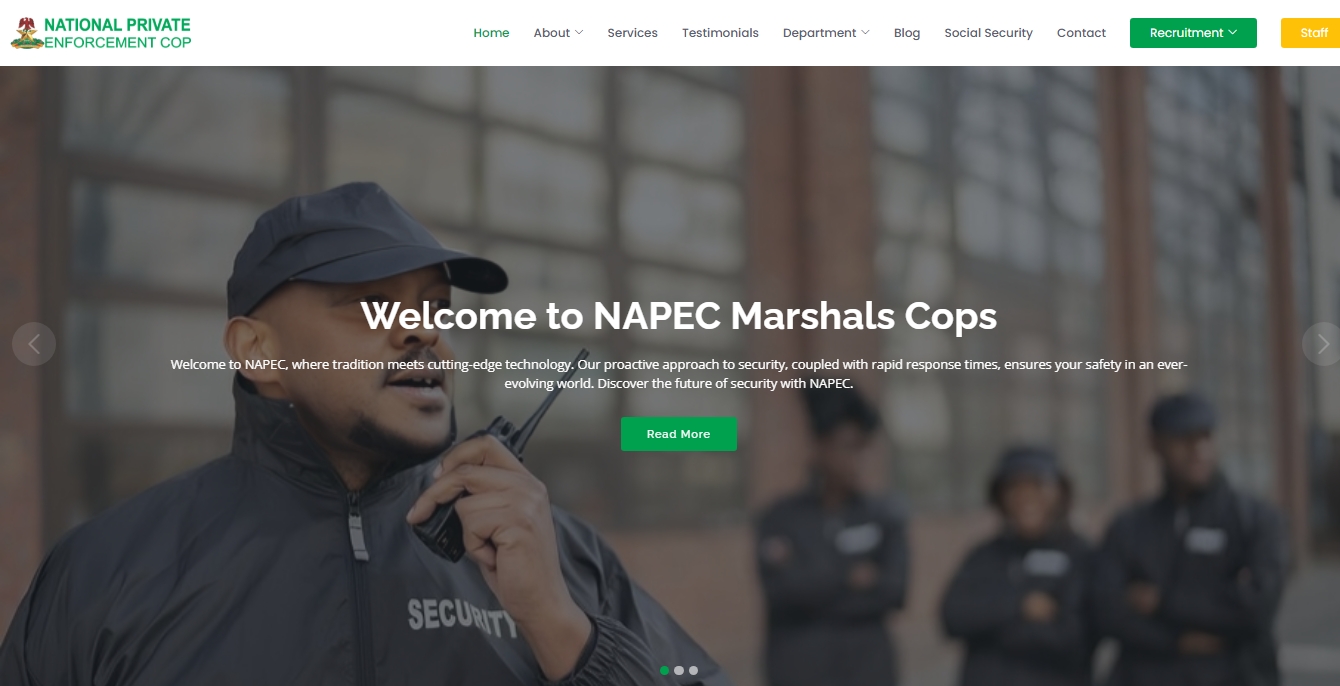 NATIONAL PRIVATE
ENFORCEMENT COP
Home About Services Testimonials Department Blog Social Security Contact Recruitment Staff
Welcome to NAPEC Marshals Cops
Welcome to NAPEC, where tradition meets cutting-edge technology. Our proactive approach to security, coupled with rapid response times, ensures your safety in an ever-
evolving world. Discover the future of security with NAPEC.
Read More
SECURITY